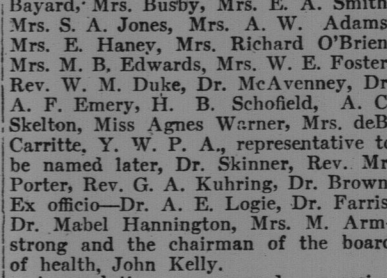 Bayard, Mrs. Busby, Mrs. E. A. Smith
Mrs. S. A. Jones, Mrs. A. W. Adams
Mrs. E. Haney, Mrs. Richard O'Brien
Mrs. M. B. Edwards, Mrs. W. E. Foster
Rev. W. M. Duke, Dr. McAvenney, Dr
A. F. Emery, H. B. Schofield, A. C
Skelton, Miss Agnes Warner, Mrs. deB
Carritte, Y. W. P. A., representative to
be named later, Dr. Skinner, Rev. Mr
Porter, Rev. G. A. Kuhring, Dr. Brown
Ex officio—Dr. A. E. Logie, Dr. Farris
Dr. Mabel Hannington, Mrs. M. Arm-
strong and the chairman of the board
of health, John Kelly.